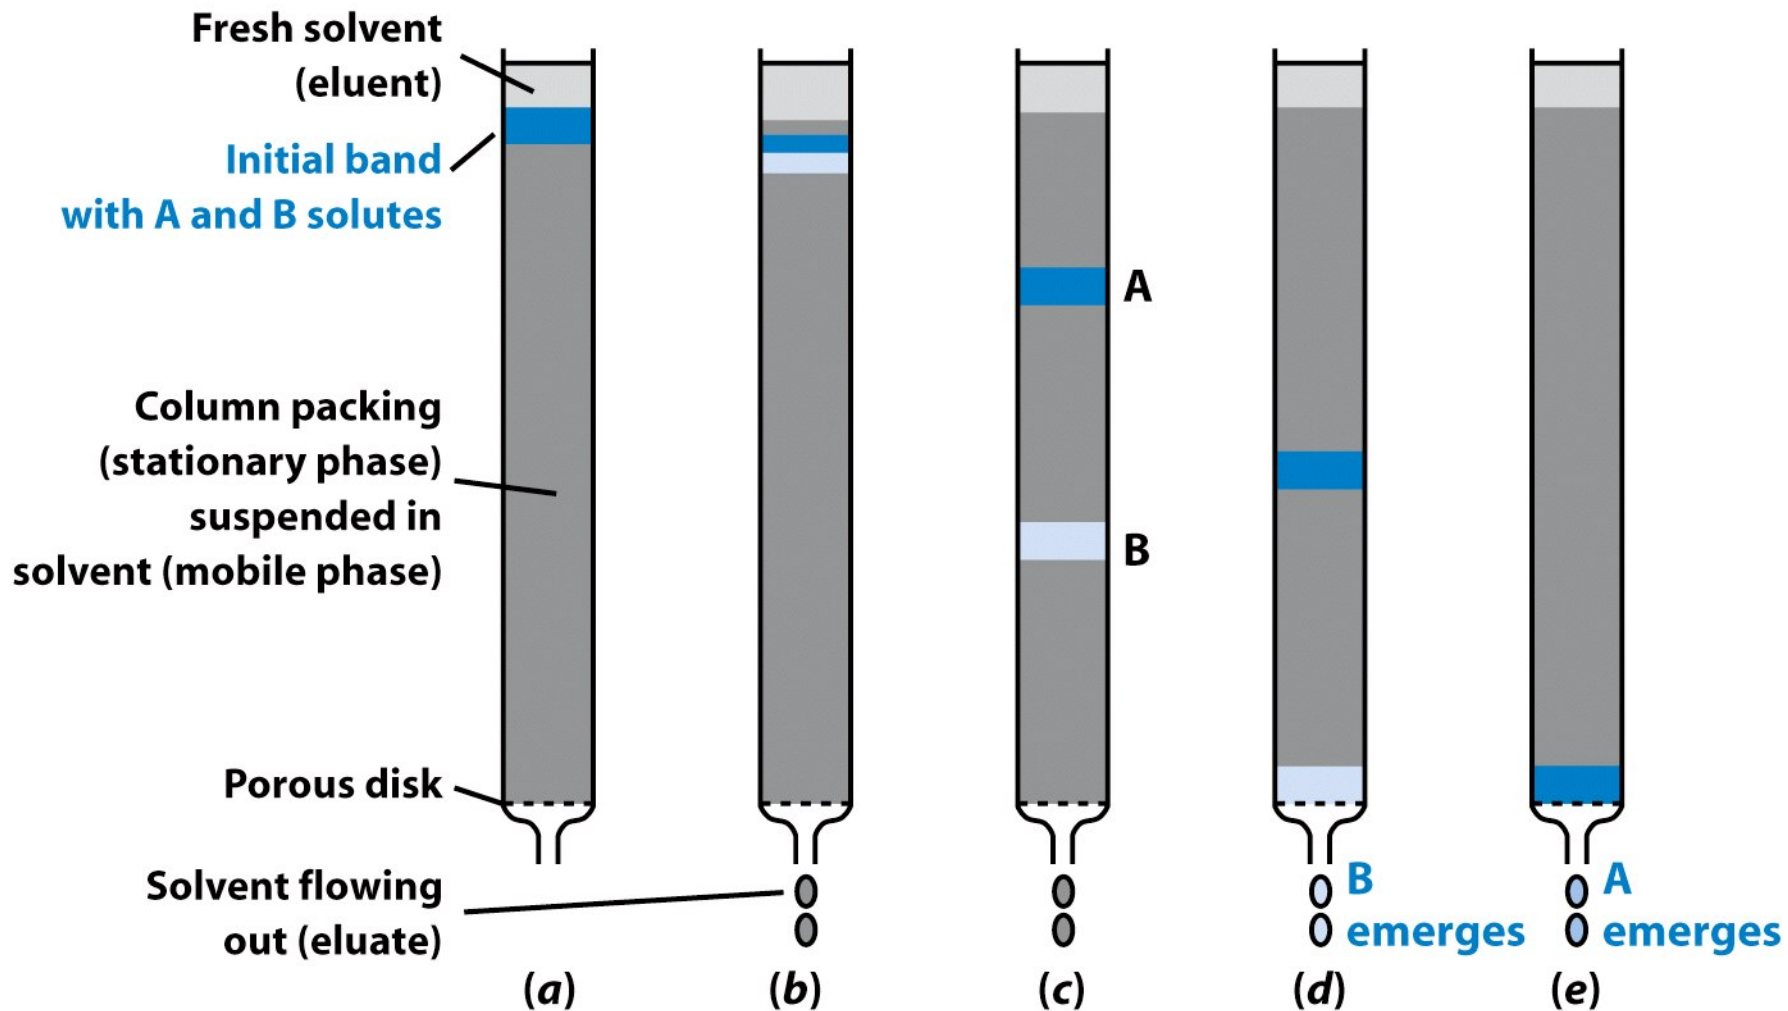 Fresh solvent
(eluent)
Initial band
with A and B solutes
A
Column packing
(stationary phase)
suspended in
solvent (mobile phase)
B
Porous disk
Solvent flowing
out (eluate)
B
emerges
A
emerges
(a)
(b)
(c)
(d)
(e)